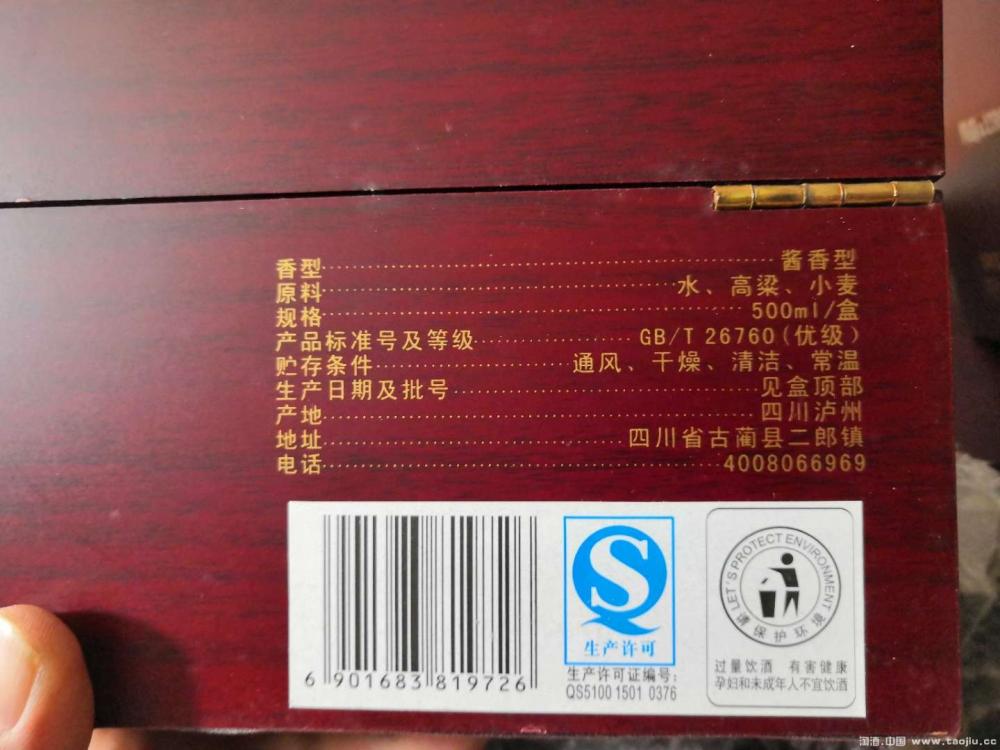 香型……酱香型
原料……水、高粱、小麦
规格……500ml/盒
产品标准号及等级……GB/T 26760(优级)
贮存条件……通风、干燥、清洁、常温
生产日期及批号……见盒顶部
产地……四川泸州
地址……四川省古蔺县二郎镇
电话……4008066969
6 901683 819726
生产许可
生产许可证编号:
QS5100 1501 0376
LET'S PROTECT ENVIRONMENT
请保护环境
过量饮酒 有害健康
孕妇和未成年人不宜饮酒
淘酒.中国 www.taojiu.cc